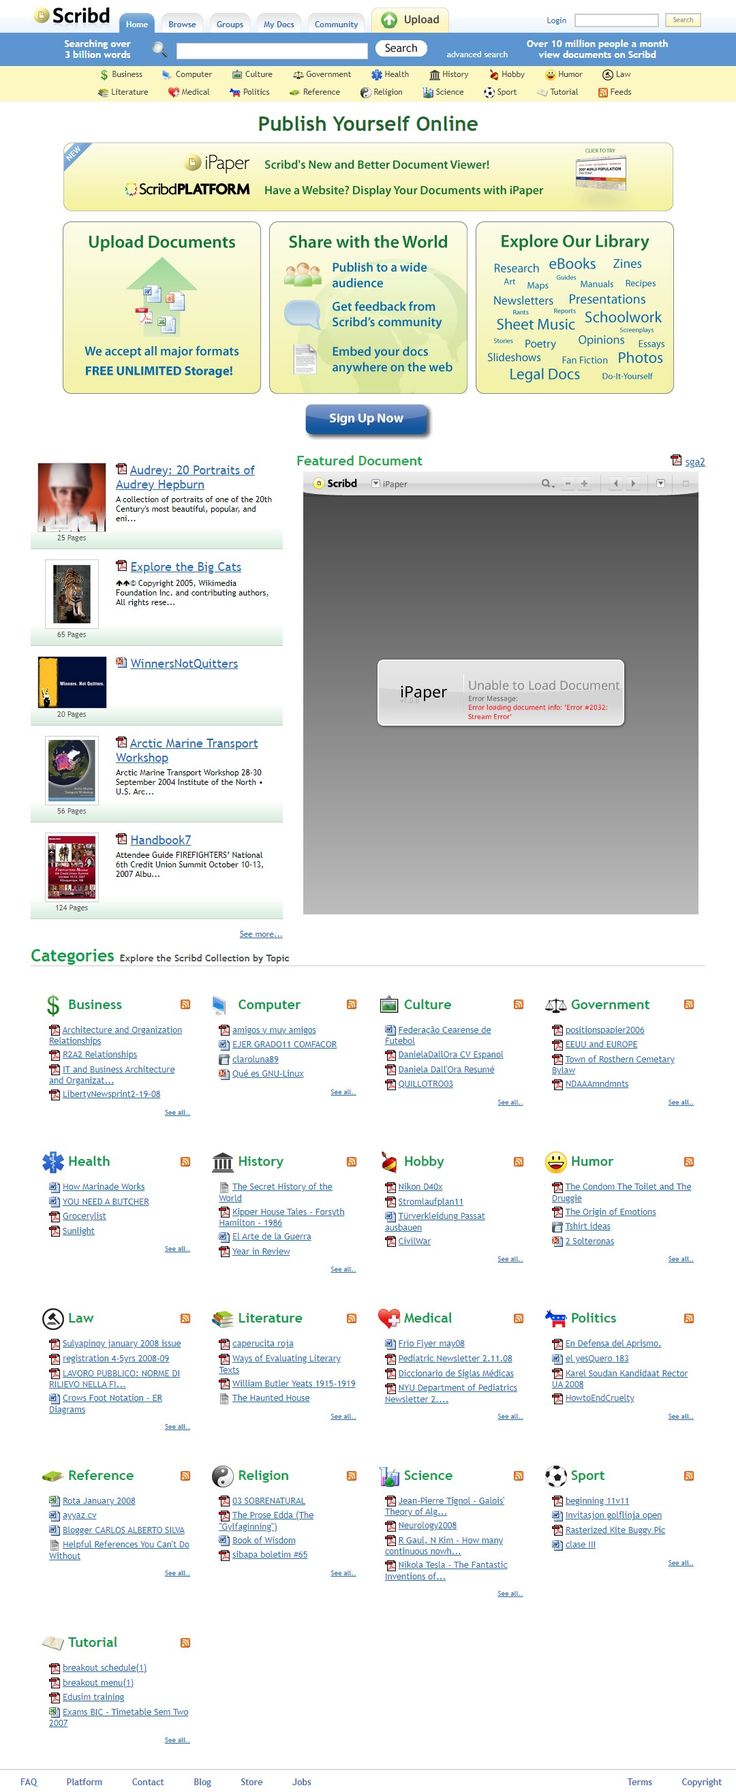 Scribd
Home Browse Groups My Docs Community Upload
Login Search
Searching over
3 billion words
Search advanced search
Over 10 million people a month
view documents on Scribd
Business Computer Culture Government Health History Hobby Humor Law
Literature Medical Politics Reference Religion Science Sport Tutorial Feeds
Publish Yourself Online
NEW
iPaper Scribd's New and Better Document Viewer!
ScribdPLATFORM Have a Website? Display Your Documents with iPaper
CLICK TO TRY
Upload Documents
We accept all major formats
FREE UNLIMITED Storage!
Share with the World
Publish to a wide
audience
Get feedback from
Scribd's community
Embed your docs
anywhere on the web
Explore Our Library
Research eBooks Zines
Art Maps Guides Manuals Recipes
Newsletters Presentations
Rants Reports Schoolwork
Sheet Music Screenplays
Stories Poetry Opinions Essays
Slideshows Fan Fiction Photos
Legal Docs Do-It-Yourself
Sign Up Now
Audrey: 20 Portraits of
Audrey Hepburn
A collection of portraits of one of the 20th
Century's most beautiful, popular, and
eni...
25 Pages
Explore the Big Cats
© Copyright 2005, Wikimedia
Foundation Inc. and contributing authors,
All rights rese...
65 Pages
WinnersNotQuitters
Winners. Not Quitters.
20 Pages
Arctic Marine Transport
Workshop
Arctic Marine Transport Workshop 28-30
September 2004 Institute of the North •
U.S. Arc...
56 Pages
Handbook7
Attendee Guide FIREFIGHTERS' National
6th Credit Union Summit October 10-13,
2007 Albu...
124 Pages
See more...
Featured Document sga2
Scribd iPaper
iPaper
Unable to Load Document
Error Message:
Error loading document info: 'Error #2032:
Stream Error'
Categories Explore the Scribd Collection by Topic
Business
Architecture and Organization
Relationships
R2A2 Relationships
IT and Business Architecture
and Organizat...
LibertyNewsprint2-19-08
See all..
Computer
amigos y muy amigos
EJER GRADO11 COMFACOR
claroluna89
Qué es GNU-Linux
See all..
Culture
Federação Cearense de
Futebol
DanielaDallOra CV Espanol
Daniela Dall'Ora Resumé
QUILLOTRO03
See all..
Government
positionspapier2006
EEUU and EUROPE
Town of Rosthern Cemetary
Bylaw
NDAAAmndmnts
See all..
Health
How Marinade Works
YOU NEED A BUTCHER
Grocerylist
Sunlight
See all..
History
The Secret History of the
World
Kipper House Tales - Forsyth
Hamilton - 1986
El Arte de la Guerra
Year in Review
See all..
Hobby
Nikon D40x
Stromlaufplan11
Türverkleidung Passat
ausbauen
CivilWar
See all..
Humor
The Condom The Toilet and The
Druggie
The Origin of Emotions
Tshirt ideas
2 Solteronas
See all..
Law
Sulyapinoy january 2008 issue
registration 4-5yrs 2008-09
LAVORO PUBBLICO: NORME DI
RILIEVO NELLA FI...
Crows Foot Notation - ER
Diagrams
See all..
Literature
caperucita roja
Ways of Evaluating Literary
Texts
William Butler Yeats 1915-1919
The Haunted House
See all..
Medical
Frio Flyer may08
Pediatric Newsletter 2.11.08
Diccionario de Siglas Médicas
NYU Department of Pediatrics
Newsletter 2....
See all..
Politics
En Defensa del Aprismo.
el yesQuero 183
Karel Soudan Kandidaat Rector
UA 2008
HowtoEndCruelty
See all..
Reference
Rota January 2008
ayyaz cv
Blogger CARLOS ALBERTO SILVA
Helpful References You Can't Do
Without
See all..
Religion
03 SOBRENATURAL
The Prose Edda (The
"Gylfaginning")
Book of Wisdom
sibapa boletim #65
See all..
Science
Jean-Pierre Tignol - Galois'
Theory of Alg...
Neurology2008
R Gaul, N Kim - How many
continuous nowh...
Nikola Tesla - The Fantastic
Inventions of...
See all..
Sport
beginning 11v11
Invitasjon golflinja open
Rasterized Kite Buggy Pic
clase III
See all..
Tutorial
breakout schedule(1)
breakout menu(1)
Edusim training
Exams BIC - Timetable Sem Two
2007
See all..
FAQ Platform Contact Blog Store Jobs Terms Copyright